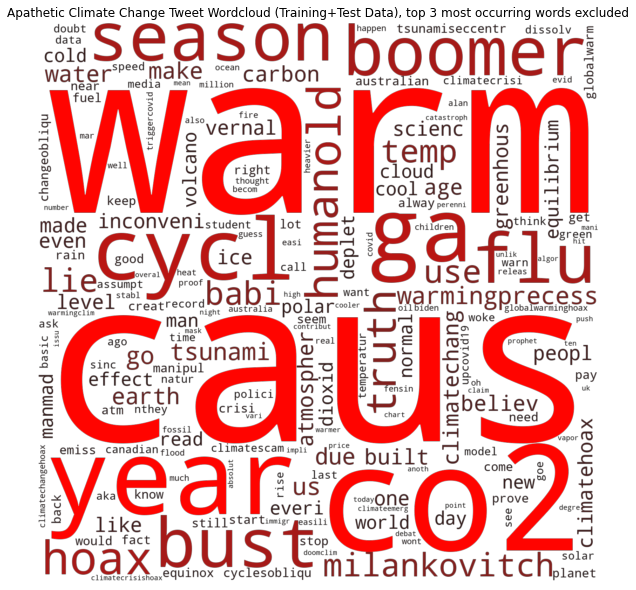 Apathetic Climate Change Tweet Wordcloud (Training+Test Data), top 3 most occurring words excluded
season
boomer
warm
caus
cycl
ga
flu
year
co2
bust
hoax
milankovitch
humanold
truth
temp
scienc
cloud
cool
age
greenhous
equilibrium
vernal
volcano
water
make
carbon
cold
doubt
data
near
fuel
speed
media
ocean
mean
million
triggercovid
happen
tsunamiseccentr
dissolv
australian
climatecrisi
evid
globalwarm
alan
catastroph
changeobliqu
mar
well
number
keep
also
fire
right
thought
becom
heavier
alway
perenni
made
even
rain
inconveni
student
guess
lot
easi
good
overal
ice
call
deplet
covid
children
think
green
get
mani
hit
lie
assumpt
stabl
level
warmingclim
heat
proof
creat
record
night
australia
babi
high
polar
cooler
want
use
warn
unlik
releas
algor
warmingprecess
oil
biden
globalwarminghoax
push
ask
issu
basic
manmad
sinc
ago
effect
earth
atm
go
time
man
mask
manipul
natur
nthey
tsunami
polici
crisi
vari
seem
contribut
real
atmospher
dioxid
warmer
normal
temperatur
fensin
chart
climatechang
woke
upcovid19
oh
claim
prophet
ten
peopl
pay
uk
believ
need
vapor
emiss
canadian
fossil
flood
read
climatescam
impli
price
anoth
due
built
model
come
new
goe
degre
climatehoax
climatechangehoax
back
aka
know
much
absolut
rise
us
last
everi
today
one
climateemerg
point
world
day
debat
wont
prove
see
like
would
fact
still
start
immigr
easili
stop
doomclim
solar
planet
climatecrisishoax
equinox
cyclesobliqu